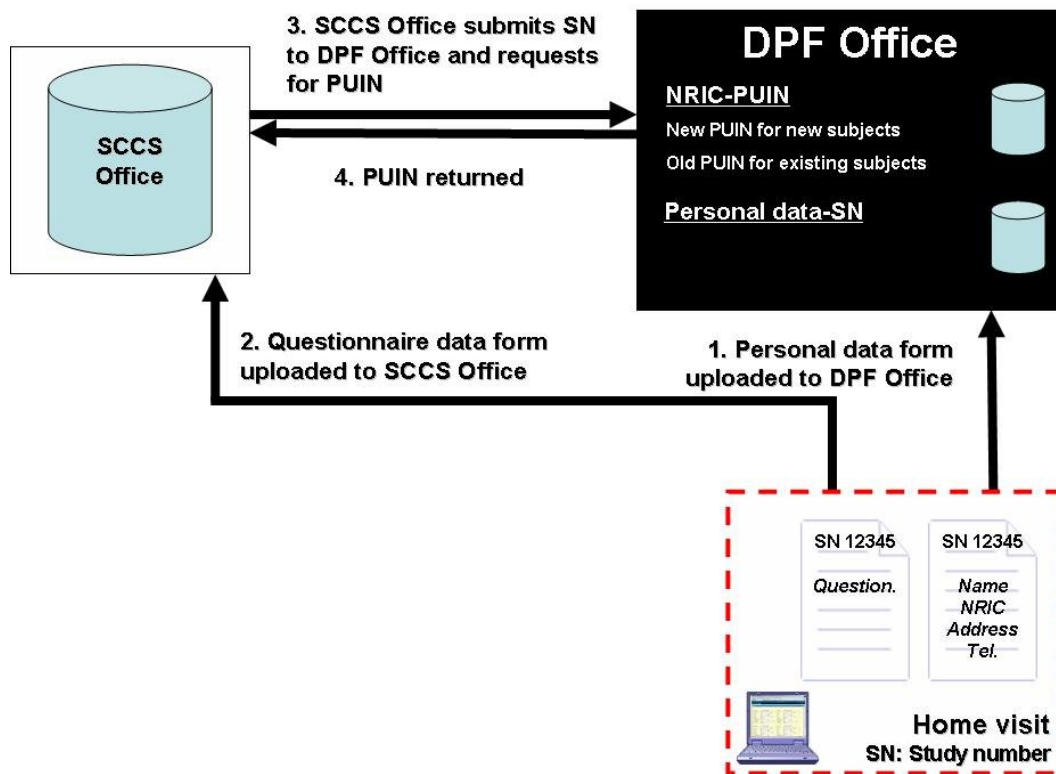 3. SCCS Office submits SN
to DPF Office and requests
for PUIN
SCCS
Office
4. PUIN returned
DPF Office
NRIC-PUIN
New PUIN for new subjects
Old PUIN for existing subjects
Personal data-SN
2. Questionnaire data form
uploaded to SCCS Office
1. Personal data form
uploaded to DPF Office
SN 12345
Question.
SN 12345
Name
NRIC
Address
Tel.
Home visit
SN: Study number